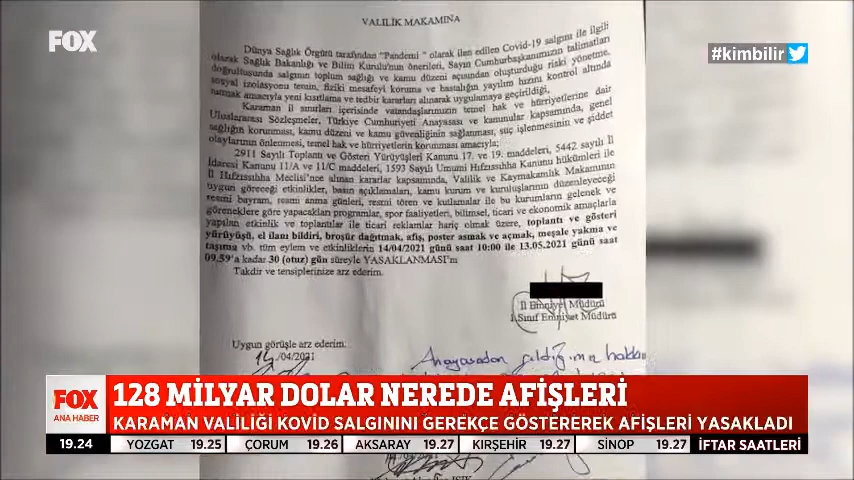 VALİLİK MAKAMINA
FOX
#kimbilir
Dünya Sağlık Örgütü tarafından "Pandemi " olarak ilan edilen Covid-19 salgını ile ilgili
olarak Sağlık Bakanlığı ve Bilim Kurulu'nun önerileri, Sayın Cumhurbaşkanımızın talimatları
doğrultusunda salgının toplum sağlığı ve kamu düzeni açısından oluşturduğu riski yönetme,
sosyal izolasyonu temin, fiziki mesafeyi koruma ve hastalığın yayılım hızını kontrol altında
tutmak amacıyla yeni kısıtlama ve tedbir kararları alınarak uygulamaya geçirildiği,
Karaman il sınırları içerisinde vatandaşlarımızın temel hak ve hürriyetlerine dair
Uluslararası Sözleşmeler, Türkiye Cumhuriyeti Anayasası ve kanunlar kapsamında, genel
sağlığın korunması, kamu düzeni ve kamu güvenliğinin sağlanması, suç işlenmesinin ve şiddet
olaylarının önlenmesi, temel hak ve hürriyetlerin korunması amacıyla;
2911 Sayılı Toplantı ve Gösteri Yürüyüşleri Kanunu 17. ve 19. maddeleri, 5442 sayılı İl
İdaresi Kanunu 11/A ve 11/C maddeleri, 1593 Sayılı Umumi Hıfzıssıhha Kanunu hükümleri ile
İl Hıfzıssıhha Meclisi'nce alınan kararlar kapsamında, Valilik ve Kaymakamlık Makamının
uygun göreceği etkinlikler, basın açıklamaları, kamu kurum ve kuruluşlarının düzenleyeceği
resmi bayram, resmi anma günleri, resmi tören ve kutlamalar ile bu kurumların gelenek ve
göreneklere göre yapacakları programlar, spor faaliyetleri, bilimsel, ticari ve ekonomik amaçlarla
yapılan etkinlik ve toplantılar ile ticari reklamlar hariç olmak üzere, toplantı ve gösteri
yürüyüşü, el ilanı bildiri, broşür dağıtmak, afiş, poster asmak ve açmak, meşale yakma ve
taşıma vb. tüm eylem ve etkinliklerin 14/04/2021 günü saat 10:00 ile 13.05.2021 günü saat
09.59'a kadar 30 (otuz) gün süreyle YASAKLANMASI'nı
Takdir ve tensiplerinize arz ederim.
İl Emniyet Müdürü
1.Sınıf Emniyet Müdürü
Uygun görüşle arz ederim.
14/04/2021
Anayasadan
FOX
ANA HABER
128 MİLYAR DOLAR NEREDE AFİŞLERİ
KARAMAN VALİLİĞİ KOVİD SALGININI GEREKÇE GÖSTEREREK AFİŞLERİ YASAKLADI
19.24 YOZGAT 19.25 ÇORUM 19.26 AKSARAY 19.27 KIRŞEHİR 19.27 SİNOP 19.27 İFTAR SAATLERİ